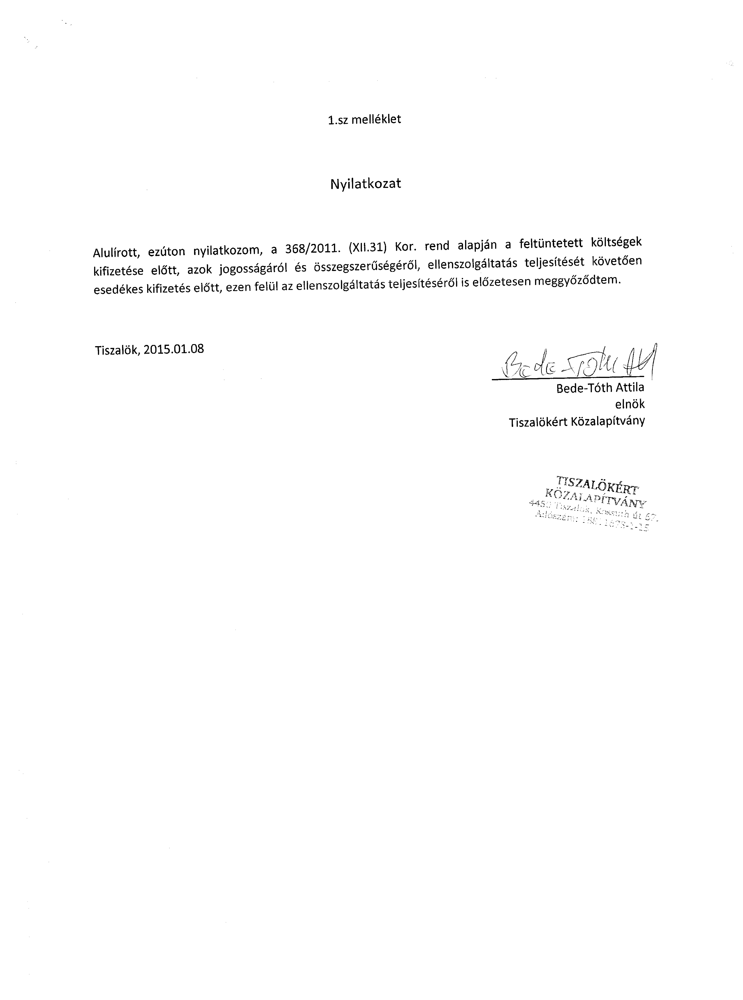 1.sz melléklet
Nyilatkozat
Alulírott, ezúton nyilatkozom, a 368/2011. (XII.31) Kor. rend alapján a feltüntetett költségek
kifizetése előtt, azok jogosságáról és összegszerűségéről, ellenszolgáltatás teljesítését követően
esedékes kifizetés előtt, ezen felül az ellenszolgáltatás teljesítéséről is előzetesen meggyőződtem.
Tiszalök, 2015.01.08
Bede-Tóth Att
Bede-Tóth Attila
elnök
Tiszalökért Közalapítvány
TISZALÖKÉRT
KÖZALAPÍTVÁNY
4450 Tiszalök, Kossuth út 67.
Adószám: